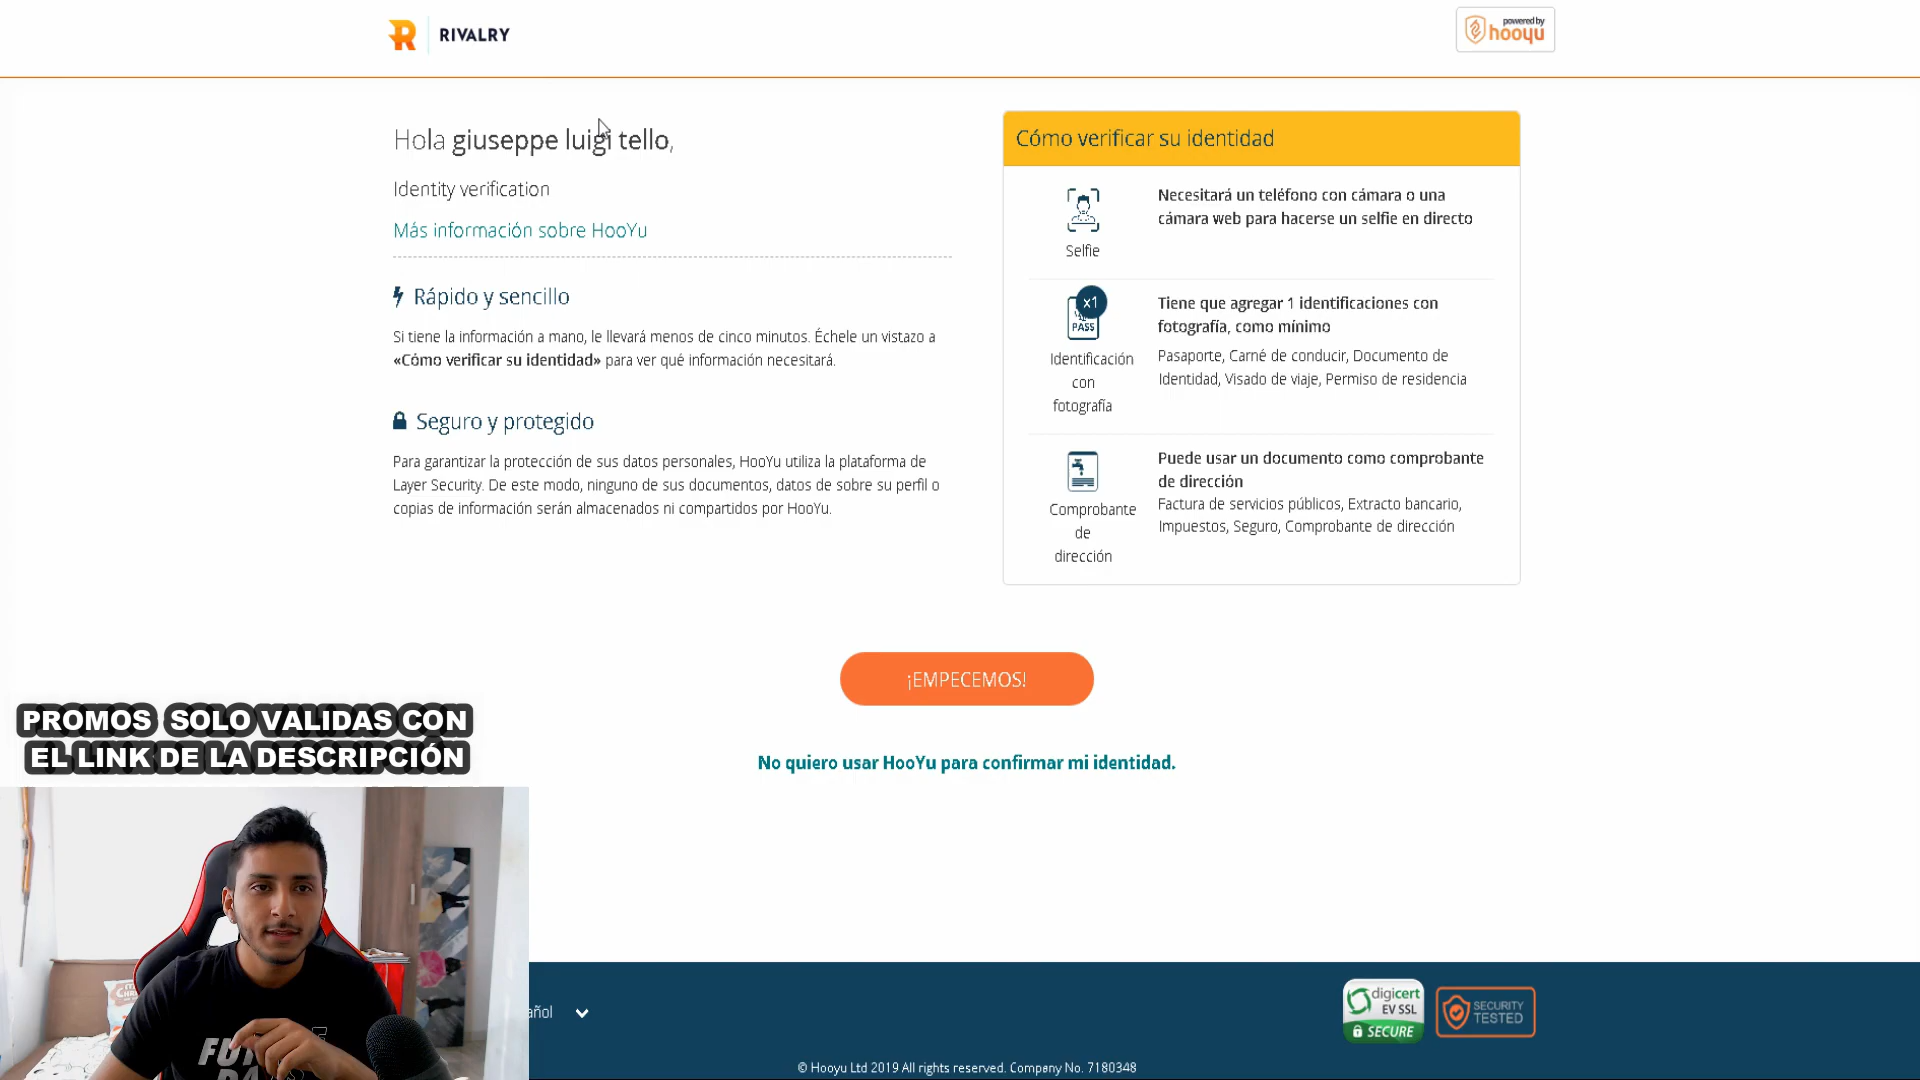 RIVALRY
powered by
hooyu
Hola giuseppe luigi tello,
Identity verification
Más información sobre HooYu
Rápido y sencillo
Si tiene la información a mano, le llevará menos de cinco minutos. Échele un vistazo a
«Cómo verificar su identidad» para ver qué información necesitará.
Seguro y protegido
Para garantizar la protección de sus datos personales, HooYu utiliza la plataforma de
Layer Security. De este modo, ninguno de sus documentos, datos de sobre su perfil o
copias de información serán almacenados ni compartidos por HooYu.
Cómo verificar su identidad
Selfie
Necesitará un teléfono con cámara o una
cámara web para hacerse un selfie en directo
x1
PASS
Identificación
con
fotografía
Tiene que agregar 1 identificaciones con
fotografía, como mínimo
Pasaporte, Carné de conducir, Documento de
Identidad, Visado de viaje, Permiso de residencia
Comprobante
de
dirección
Puede usar un documento como comprobante
de dirección
Factura de servicios públicos, Extracto bancario,
Impuestos, Seguro, Comprobante de dirección
¡EMPECEMOS!
No quiero usar HooYu para confirmar mi identidad.
PROMOS SOLO VALIDAS CON
EL LINK DE LA DESCRIPCIÓN
añol
digicert
EV SSL
SECURE
SECURITY
TESTED
© Hooyu Ltd 2019 All rights reserved. Company No. 7180348